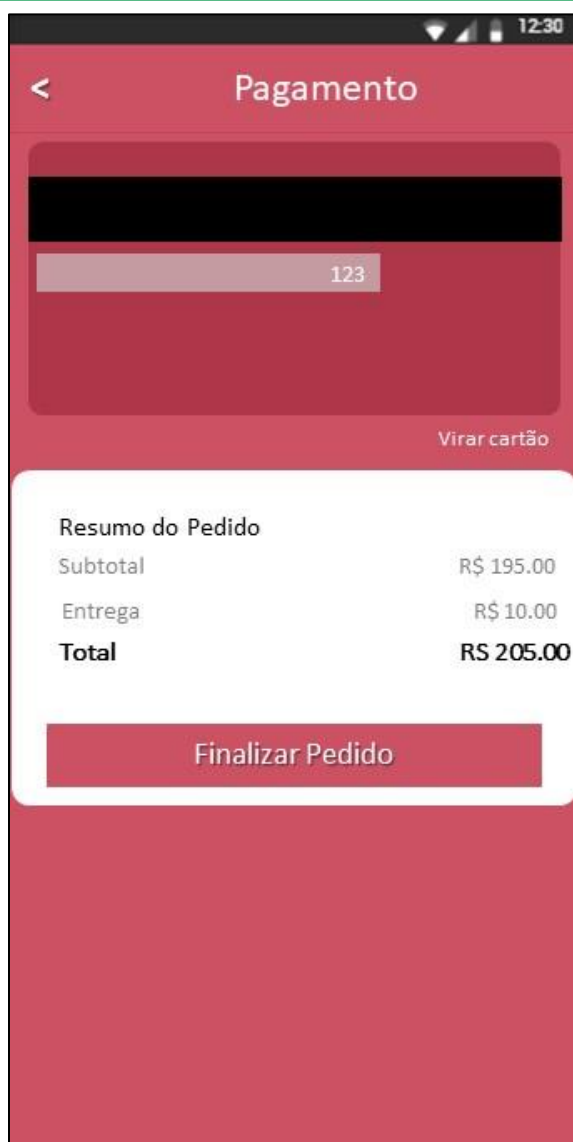 12:30
< Pagamento
123
Virar cartão
Resumo do Pedido
Subtotal R$ 195.00
Entrega R$ 10.00
Total RS 205.00
Finalizar Pedido